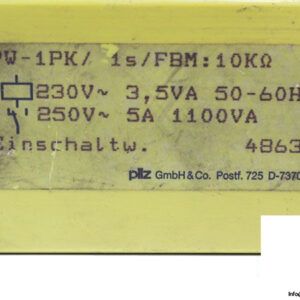 PW-1PK/ 1s/FBM:10KΩ
230V~ 3,5VA 50-60H
250V~ 5A 1100VA
Einschaltw. 4863
pilz GmbH & Co. Postf. 725 D-7370